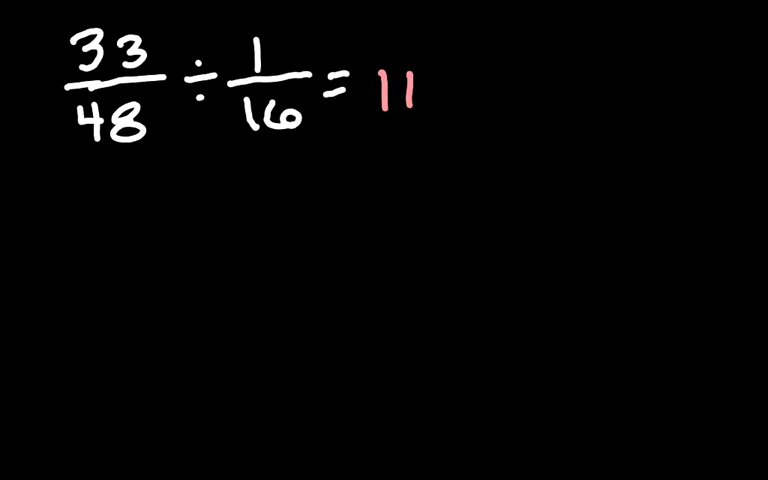 33/48 ÷ 1/16 = 11